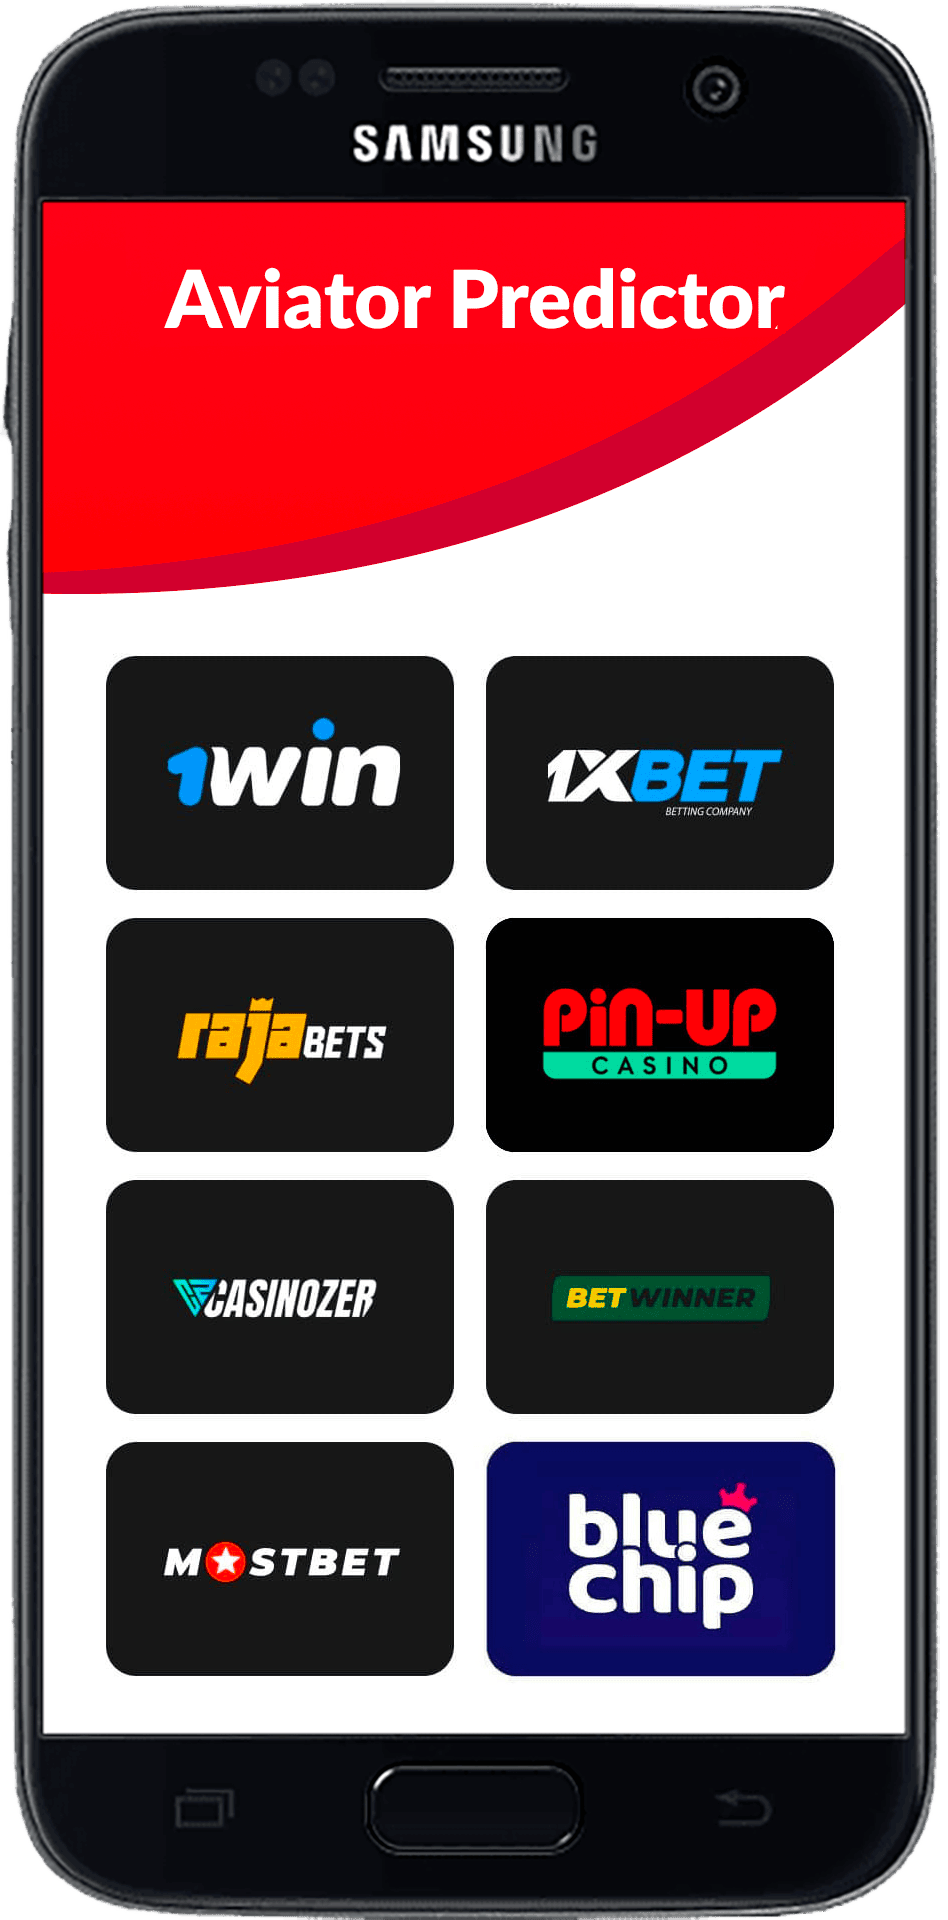 SAMSUNG
Aviator Predictor
1win
1XBET
BETTING COMPANY
rajaBETS
PiN-UP
CASINO
CASINOZER
BETWINNER
MOSTBET
blue
chip